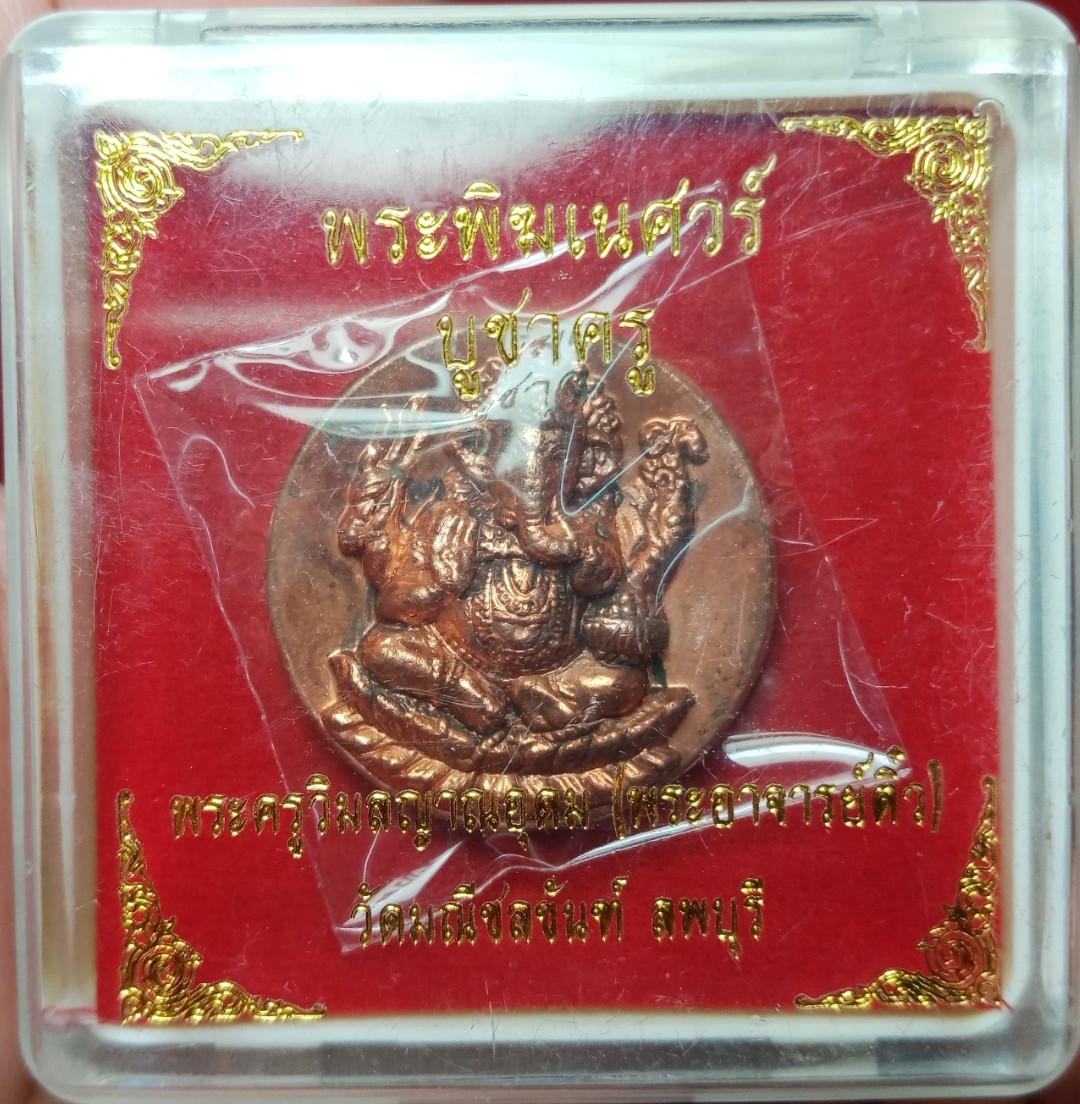 พระพิฆเนศวร์
บูชาครู
พระครูวิมลญาณอุดม (พระอาจารย์ติ๋ว)
วัดมณีชลขันท์ ลพบุรี